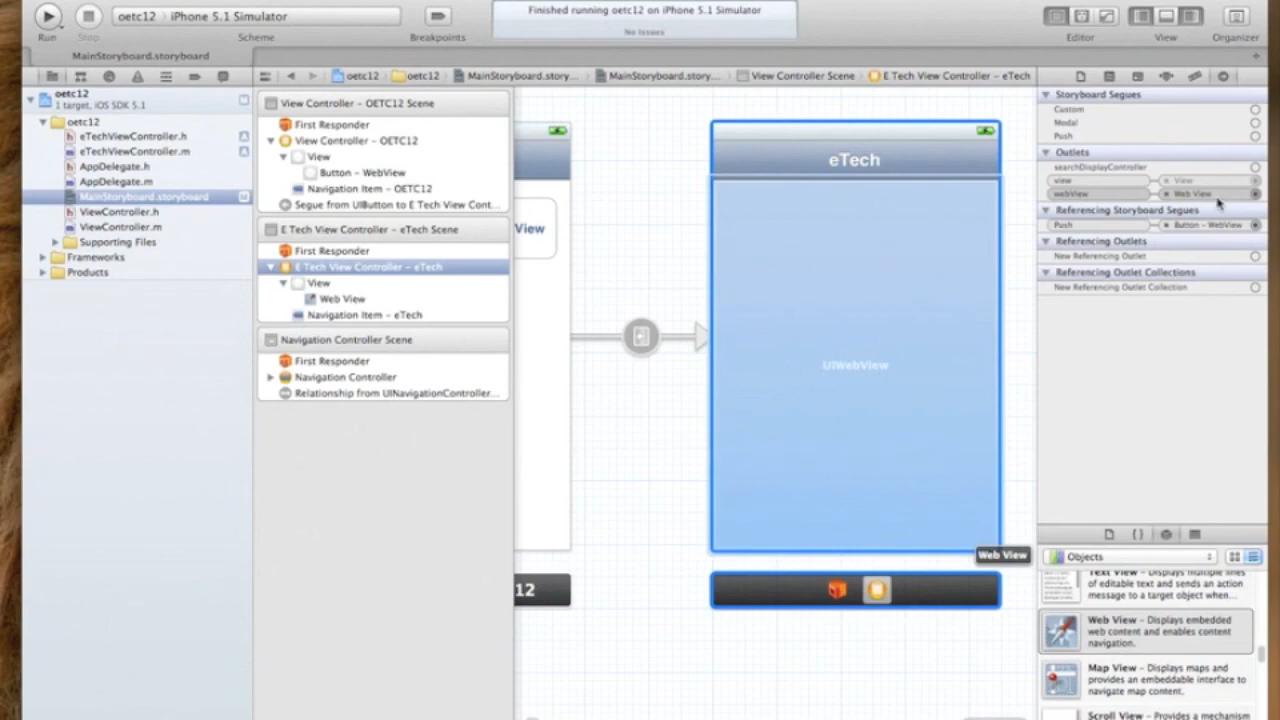 oetc12 ⟩ iPhone 5.1 Simulator
Finished running oetc12 on iPhone 5.1 Simulator
No Issues
Run
Stop
Scheme
Breakpoints
Editor
View
Organizer
MainStoryboard.storyboard
oetc12
oetc12
MainStoryboard.story...
MainStoryboard.story...
View Controller Scene
E Tech View Controller – eTech
oetc12
1 target, iOS SDK 5.1
oetc12
eTechViewController.h
eTechViewController.m
AppDelegate.h
AppDelegate.m
MainStoryboard.storyboard
M
ViewController.h
ViewController.m
Supporting Files
Frameworks
Products
View Controller – OETC12 Scene
First Responder
View Controller – OETC12
View
Button – WebView
Navigation Item – OETC12
Segue from UIButton to E Tech View Cont...
E Tech View Controller – eTech Scene
First Responder
E Tech View Controller – eTech
View
Web View
Navigation Item – eTech
Navigation Controller Scene
First Responder
Navigation Controller
Relationship from UINavigationController...
View
12
eTech
UIWebView
Web View
Storyboard Segues
Custom
Modal
Push
Outlets
searchDisplayController
view
View
webView
Web View
Referencing Storyboard Segues
Push
Button – WebView
Referencing Outlets
New Referencing Outlet
Referencing Outlet Collections
New Referencing Outlet Collection
{ }
Objects
Text View – Displays multiple lines
of editable text and sends an action
message to a target object when...
Web View – Displays embedded
web content and enables content
navigation.
Map View – Displays maps and
provides an embeddable interface to
navigate map content.
Scroll View – Provides a mechanism